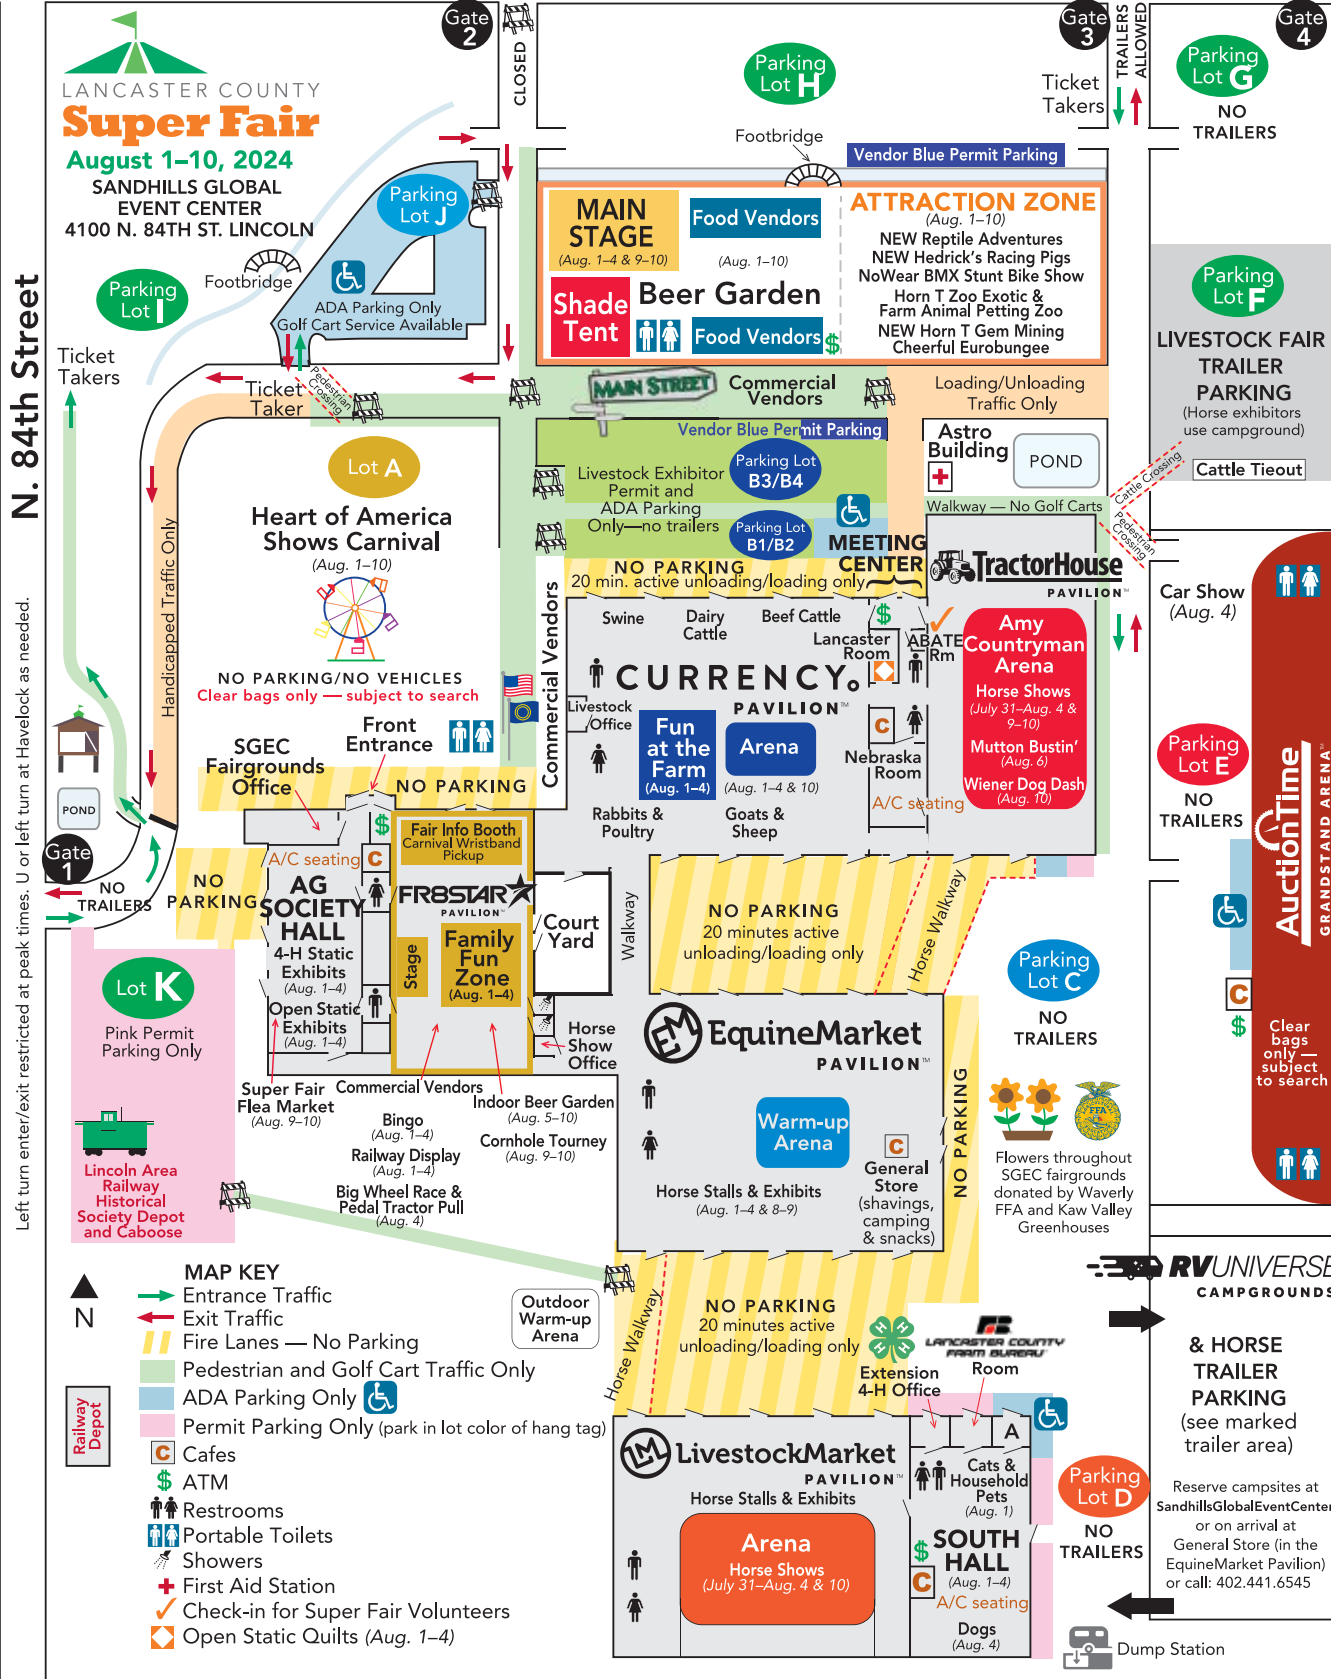 LANCASTER COUNTY
Super Fair
August 1–10, 2024
SANDHILLS GLOBAL
EVENT CENTER
4100 N. 84TH ST. LINCOLN
Gate
2
CLOSED
Gate
3
TRAILERS
ALLOWED
Gate
4
Parking
Lot H
Ticket
Takers
Parking
Lot G
NO
TRAILERS
Footbridge
Vendor Blue Permit Parking
Parking
Lot J
ADA Parking Only
Golf Cart Service Available
Footbridge
Parking
Lot I
MAIN
STAGE
(Aug. 1–4 & 9–10)
Food Vendors
(Aug. 1–10)
Shade
Tent
Beer Garden
Food Vendors
$
ATTRACTION ZONE
(Aug. 1–10)
NEW Reptile Adventures
NEW Hedrick's Racing Pigs
NoWear BMX Stunt Bike Show
Horn T Zoo Exotic &
Farm Animal Petting Zoo
NEW Horn T Gem Mining
Cheerful Eurobungee
Parking
Lot F
LIVESTOCK FAIR
TRAILER
PARKING
(Horse exhibitors
use campground)
Cattle Tieout
N. 84th Street
Left turn enter/exit restricted at peak times. U or left turn at Havelock as needed.
Ticket
Takers
Ticket
Taker
Pedestrian
Crossing
MAIN STREET
Commercial
Vendors
Loading/Unloading
Traffic Only
Vendor Blue Permit Parking
Livestock Exhibitor
Permit and
ADA Parking
Only—no trailers
Parking Lot
B3/B4
Parking Lot
B1/B2
Astro
Building
POND
Walkway — No Golf Carts
Cattle Crossing
Pedestrian
Crossing
Lot A
Heart of America
Shows Carnival
(Aug. 1–10)
Handicapped Traffic Only
NO PARKING/NO VEHICLES
Clear bags only — subject to search
NO PARKING
20 min. active unloading/loading only
MEETING
CENTER
TractorHouse
PAVILION™
Car Show
(Aug. 4)
Commercial Vendors
Swine
Dairy
Cattle
Beef Cattle
$
Lancaster
Room
ABATE
Rm
CURRENCY
PAVILION™
Livestock
Office
Fun
at the
Farm
(Aug. 1–4)
Arena
(Aug. 1–4 & 10)
C
Nebraska
Room
A/C seating
Rabbits &
Poultry
Goats &
Sheep
Amy
Countryman
Arena
Horse Shows
(July 31–Aug. 4 &
9–10)
Mutton Bustin'
(Aug. 6)
Wiener Dog Dash
(Aug. 10)
Parking
Lot E
NO
TRAILERS
AuctionTime
GRANDSTAND ARENA™
C
$
Clear
bags
only —
subject
to search
POND
Gate
1
NO
TRAILERS
SGEC
Fairgrounds
Office
Front
Entrance
NO PARKING
NO
PARKING
$
A/C seating
C
AG
SOCIETY
HALL
4-H Static
Exhibits
(Aug. 1–4)
Open Static
Exhibits
(Aug. 1–4)
Fair Info Booth
Carnival Wristband
Pickup
FR8STAR
PAVILION™
Stage
Family
Fun
Zone
(Aug. 1–4)
Court
Yard
Walkway
Horse
Show
Office
NO PARKING
20 minutes active
unloading/loading only
Horse Walkway
Parking
Lot C
NO
TRAILERS
Lot K
Pink Permit
Parking Only
Lincoln Area
Railway
Historical
Society Depot
and Caboose
Super Fair
Flea Market
(Aug. 9–10)
Commercial Vendors
Bingo
(Aug. 1–4)
Railway Display
(Aug. 1–4)
Big Wheel Race &
Pedal Tractor Pull
(Aug. 4)
Indoor Beer Garden
(Aug. 5–10)
Cornhole Tourney
(Aug. 9–10)
EM
EquineMarket
PAVILION™
Warm-up
Arena
C
General
Store
(shavings,
camping
& snacks)
Horse Stalls & Exhibits
(Aug. 1–4 & 8–9)
NO PARKING
FFA
Flowers throughout
SGEC fairgrounds
donated by Waverly
FFA and Kaw Valley
Greenhouses
RVUNIVERSE
CAMPGROUNDS
& HORSE
TRAILER
PARKING
(see marked
trailer area)
Reserve campsites at
SandhillsGlobalEventCenter
or on arrival at
General Store (in the
EquineMarket Pavilion)
or call: 402.441.6545
N
Railway
Depot
MAP KEY
Entrance Traffic
Exit Traffic
Fire Lanes — No Parking
Pedestrian and Golf Cart Traffic Only
ADA Parking Only
Permit Parking Only (park in lot color of hang tag)
C Cafes
$ ATM
Restrooms
Portable Toilets
Showers
First Aid Station
Check-in for Super Fair Volunteers
Open Static Quilts (Aug. 1–4)
Outdoor
Warm-up
Arena
Horse Walkway
NO PARKING
20 minutes active
unloading/loading only
Extension
4-H Office
LANCASTER COUNTY
FARM BUREAU
Room
LM
LivestockMarket
PAVILION™
Horse Stalls & Exhibits
Arena
Horse Shows
(July 31–Aug. 4 & 10)
A
Cats &
Household
Pets
(Aug. 1)
$
C
SOUTH
HALL
(Aug. 1–4)
A/C seating
Dogs
(Aug. 4)
Parking
Lot D
NO
TRAILERS
Dump Station